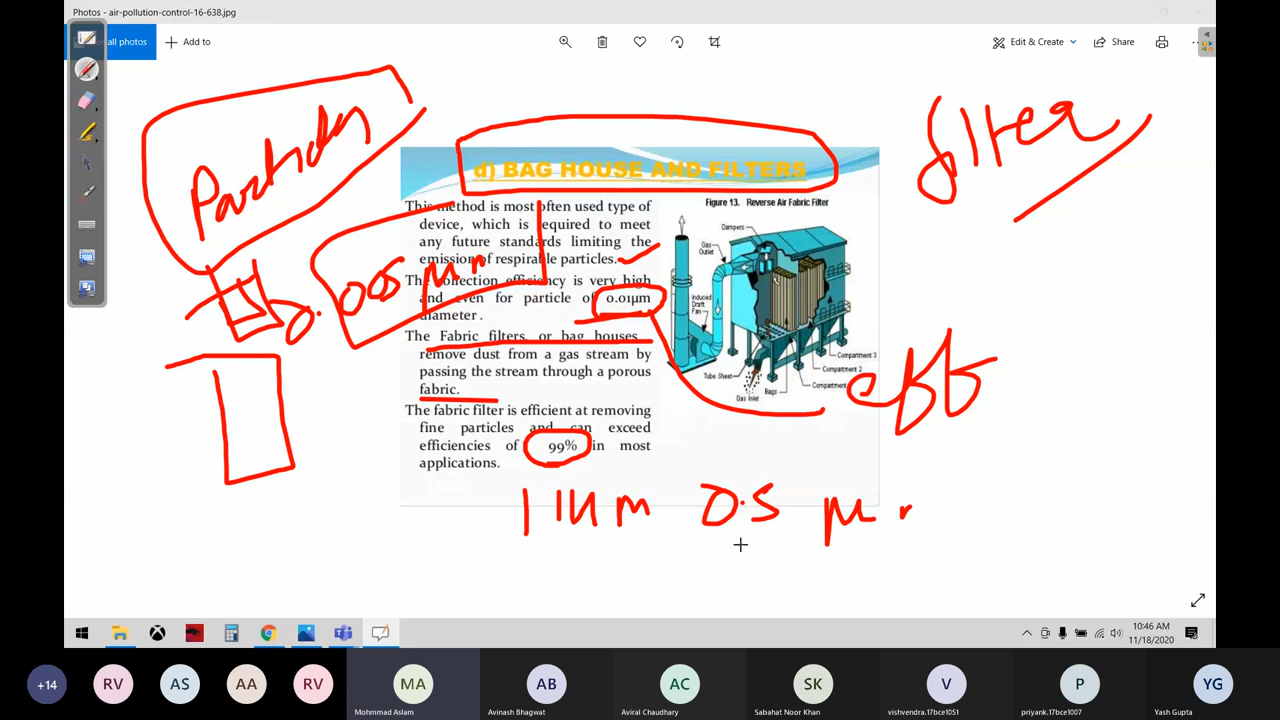 Photos - air-pollution-control-16-638.jpg
all photos
Add to
Edit & Create
Share
Particles
filter
d) BAG HOUSE AND FILTERS
This method is most often used type of
device, which is required to meet
any future standards limiting the
emission of respirable particles.
The collection efficiency is very high
and even for particle of 0.01µm
diameter.
The Fabric filters, or bag houses
remove dust from a gas stream by
passing the stream through a porous
fabric.
The fabric filter is efficient at removing
fine particles and can exceed
efficiencies of 99% in most
applications.
Figure 13. Reverse Air Fabric Filter
Dampers
Gas
Outlet
Induced
Draft
Fan
Tube Sheet
Gas Inlet
Bags
Compartment 3
Compartment 2
Compartment
0.005 µm
eff
0.5 µ
10:46 AM
11/18/2020
+14
RV
AS
AA
RV
MA
AB
AC
SK
V
P
YG
Mohmmad Aslam
Avinash Bhagwat
Aviral Chaudhary
Sabahat Noor Khan
vishvendra.17bce1051
priyank.17bce1007
Yash Gupta